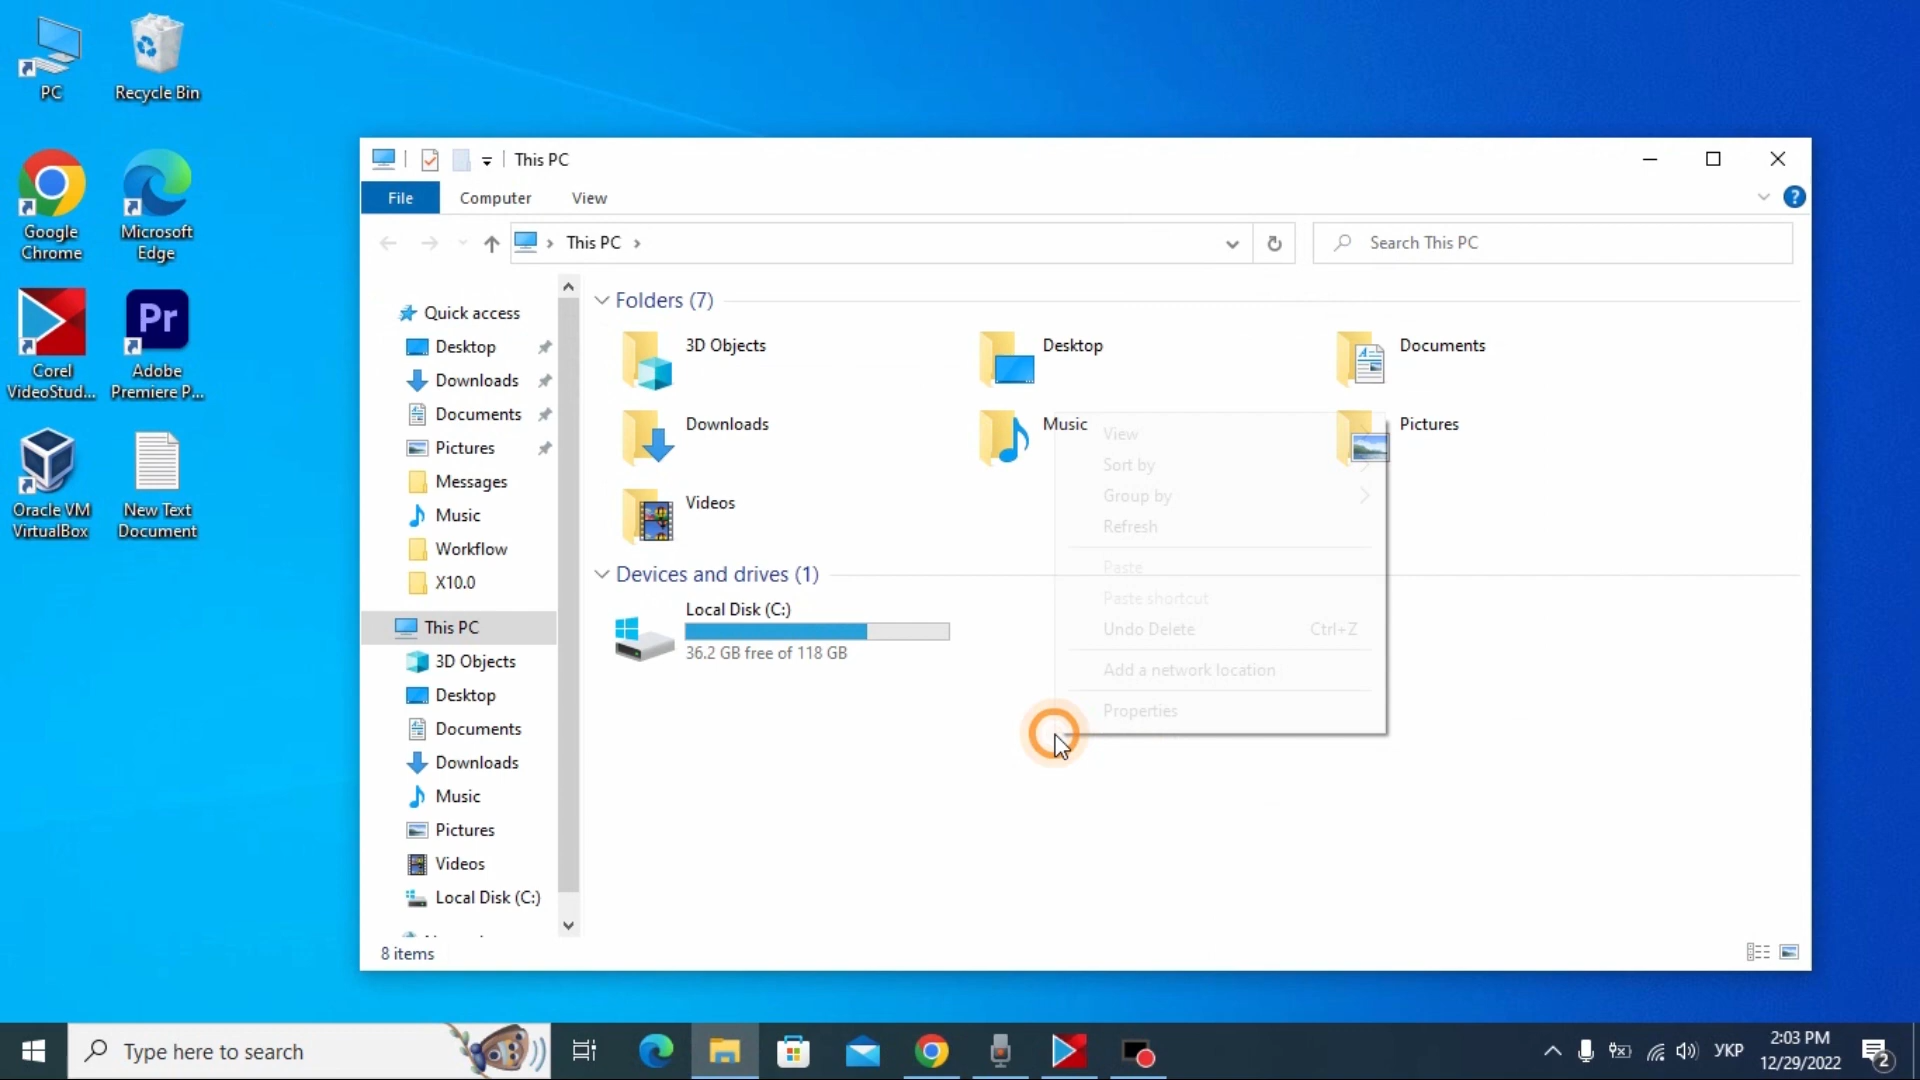 PC
Recycle Bin
Google
Chrome
Microsoft
Edge
Corel
VideoStud...
Pr
Adobe
Premiere P...
Oracle VM
VirtualBox
New Text
Document
This PC
File
Computer
View
?
This PC
Search This PC
Quick access
Desktop
Downloads
Documents
Pictures
Messages
Music
Workflow
X10.0
This PC
3D Objects
Desktop
Documents
Downloads
Music
Pictures
Videos
Local Disk (C:)
Folders (7)
3D Objects
Desktop
Documents
Downloads
Music
Pictures
Videos
Devices and drives (1)
Local Disk (C:)
36.2 GB free of 118 GB
View
Sort by
Group by
Refresh
Paste
Paste shortcut
Undo Delete Ctrl+Z
Add a network location
Properties
8 items
Type here to search
УКР
2:03 PM
12/29/2022
2